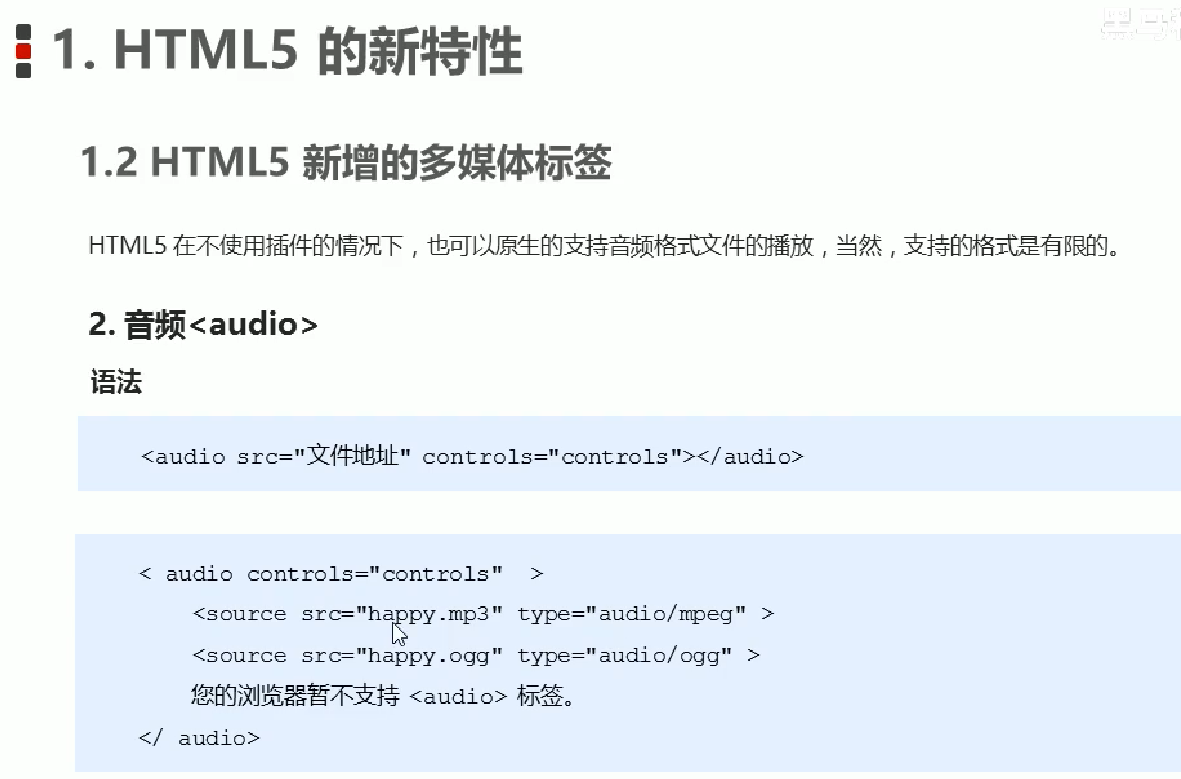 黑马
1. HTML5 的新特性
1.2 HTML5 新增的多媒体标签
HTML5 在不使用插件的情况下，也可以原生的支持音频格式文件的播放，当然，支持的格式是有限的。
2. 音频<audio>
语法
<audio src="文件地址" controls="controls"></audio>
< audio controls="controls"  >
<source src="happy.mp3" type="audio/mpeg" >
<source src="happy.ogg" type="audio/ogg" >
您的浏览器暂不支持 <audio> 标签。
</ audio>